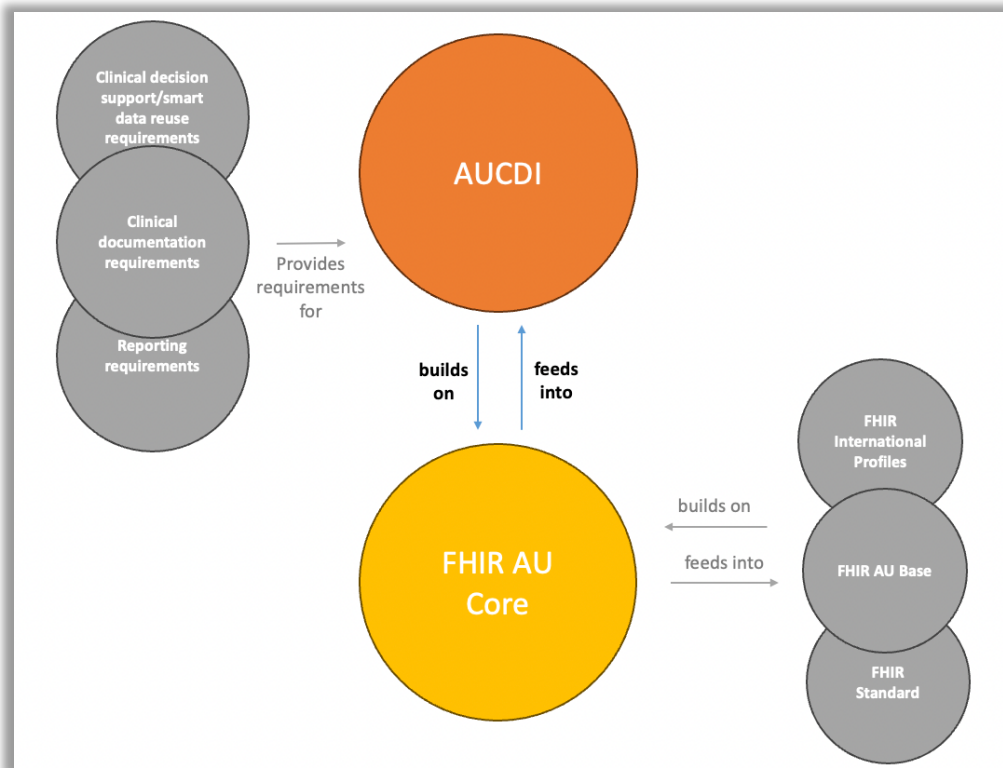 Clinical decision
support/smart
data reuse
requirements
Clinical
documentation
requirements
Reporting
requirements
Provides
requirements
for
AUCDI
builds
on
feeds
into
FHIR AU
Core
builds on
feeds into
FHIR
International
Profiles
FHIR AU Base
FHIR
Standard